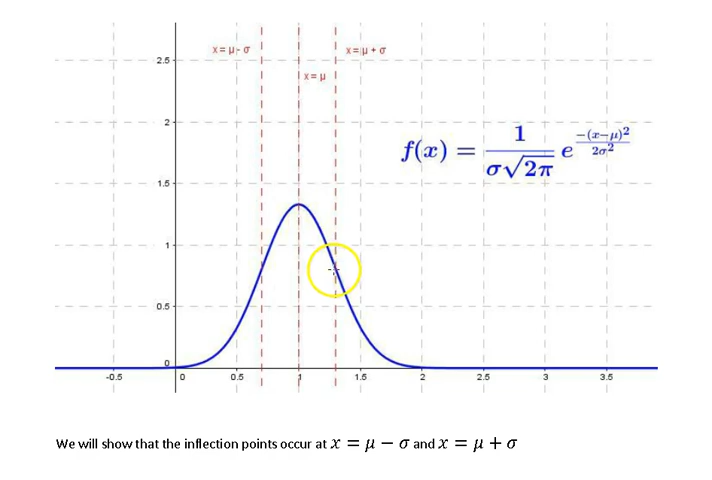 x = μ - σ
x = μ + σ
2.5
x = μ
2
f(x) = 1/(σ√2π) e^(-(x-μ)²/2σ²)
1.5
1
0.5
0
-0.5 0 0.5 1 1.5 2 2.5 3 3.5
We will show that the inflection points occur at x = μ − σ and x = μ + σ